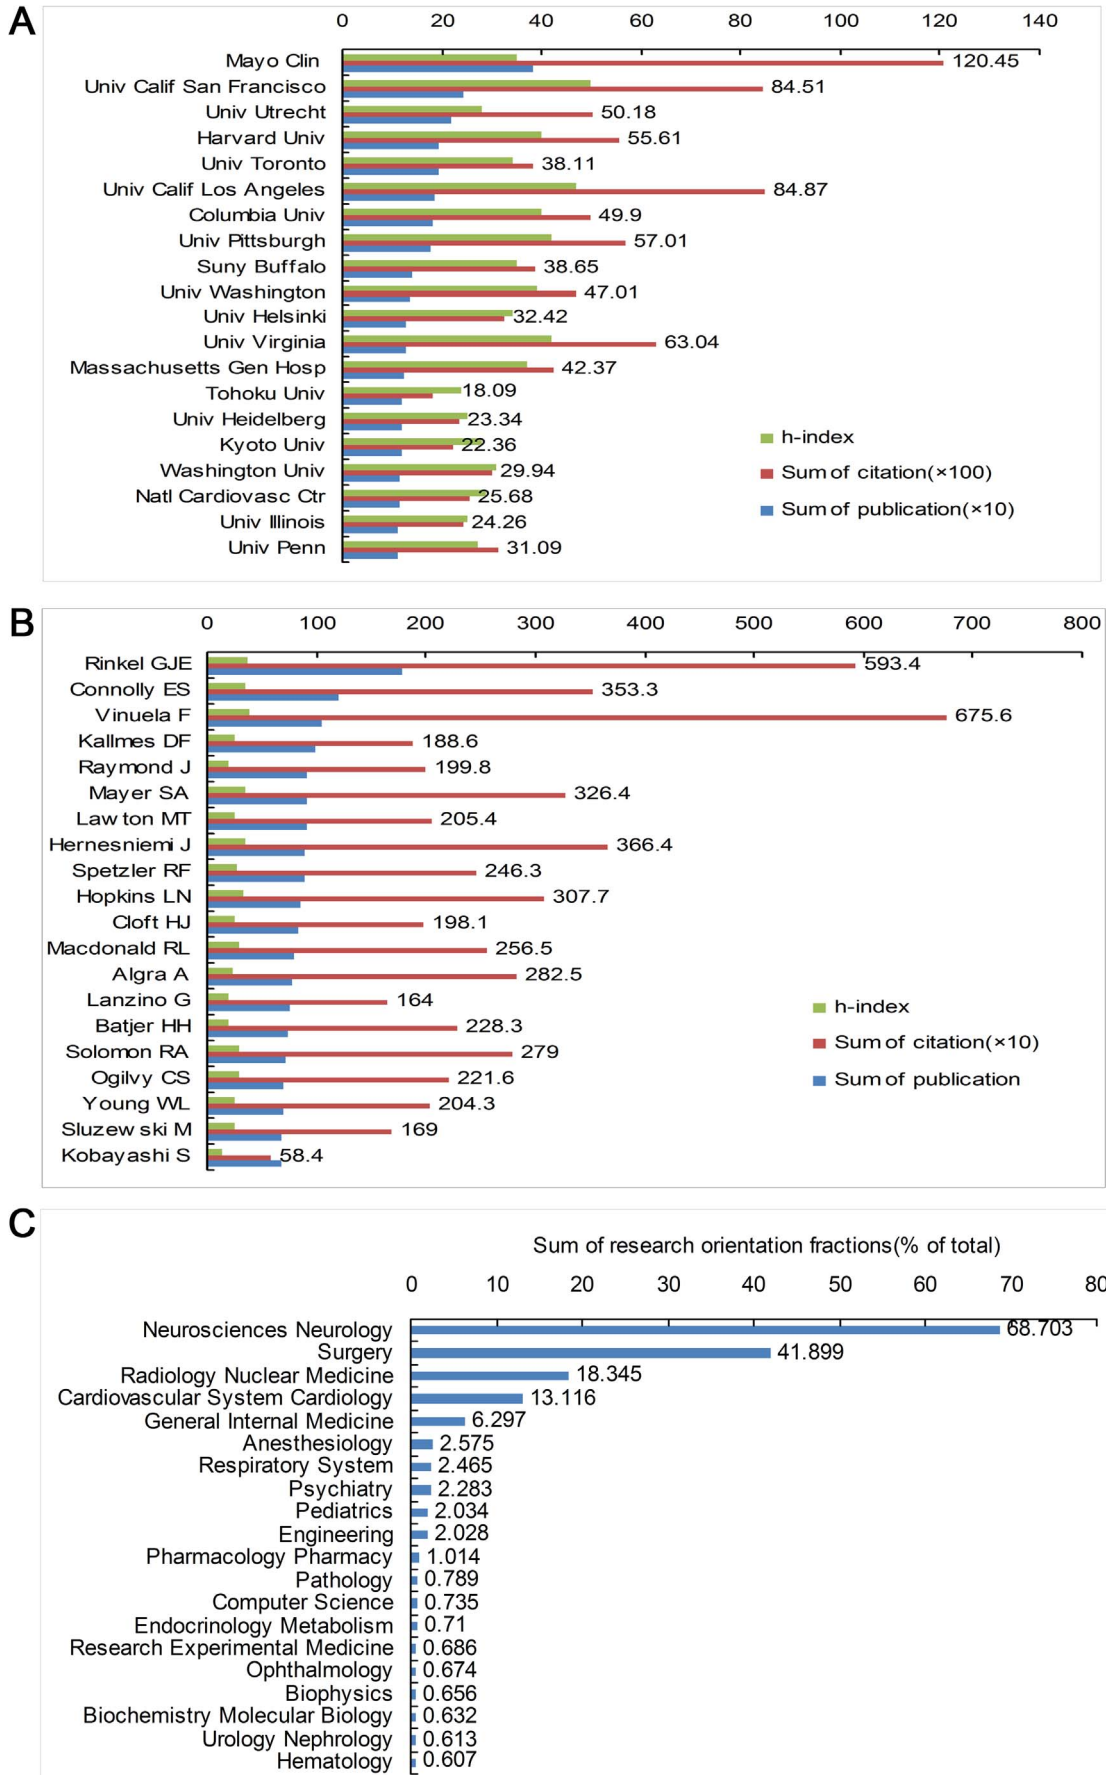 A
0 20 40 60 80 100 120 140
Mayo Clin 120.45
Univ Calif San Francisco 84.51
Univ Utrecht 50.18
Harvard Univ 55.61
Univ Toronto 38.11
Univ Calif Los Angeles 84.87
Columbia Univ 49.9
Univ Pittsburgh 57.01
Suny Buffalo 38.65
Univ Washington 47.01
Univ Helsinki 32.42
Univ Virginia 63.04
Massachusetts Gen Hosp 42.37
Tohoku Univ 18.09
Univ Heidelberg 23.34
Kyoto Univ 22.36
Washington Univ 29.94
Natl Cardiovasc Ctr 25.68
Univ Illinois 24.26
Univ Penn 31.09
h-index
Sum of citation(×100)
Sum of publication(×10)
B
0 100 200 300 400 500 600 700 800
Rinkel GJE 593.4
Connolly ES 353.3
Vinuela F 675.6
Kallmes DF 188.6
Raymond J 199.8
Mayer SA 326.4
Lawton MT 205.4
Hernesniemi J 366.4
Spetzler RF 246.3
Hopkins LN 307.7
Cloft HJ 198.1
Macdonald RL 256.5
Algra A 282.5
Lanzino G 164
Batjer HH 228.3
Solomon RA 279
Ogilvy CS 221.6
Young WL 204.3
Sluzewski M 169
Kobayashi S 58.4
h-index
Sum of citation(×10)
Sum of publication
C
Sum of research orientation fractions(% of total)
0 10 20 30 40 50 60 70 80
Neurosciences Neurology 68.703
Surgery 41.899
Radiology Nuclear Medicine 18.345
Cardiovascular System Cardiology 13.116
General Internal Medicine 6.297
Anesthesiology 2.575
Respiratory System 2.465
Psychiatry 2.283
Pediatrics 2.034
Engineering 2.028
Pharmacology Pharmacy 1.014
Pathology 0.789
Computer Science 0.735
Endocrinology Metabolism 0.71
Research Experimental Medicine 0.686
Ophthalmology 0.674
Biophysics 0.656
Biochemistry Molecular Biology 0.632
Urology Nephrology 0.613
Hematology 0.607